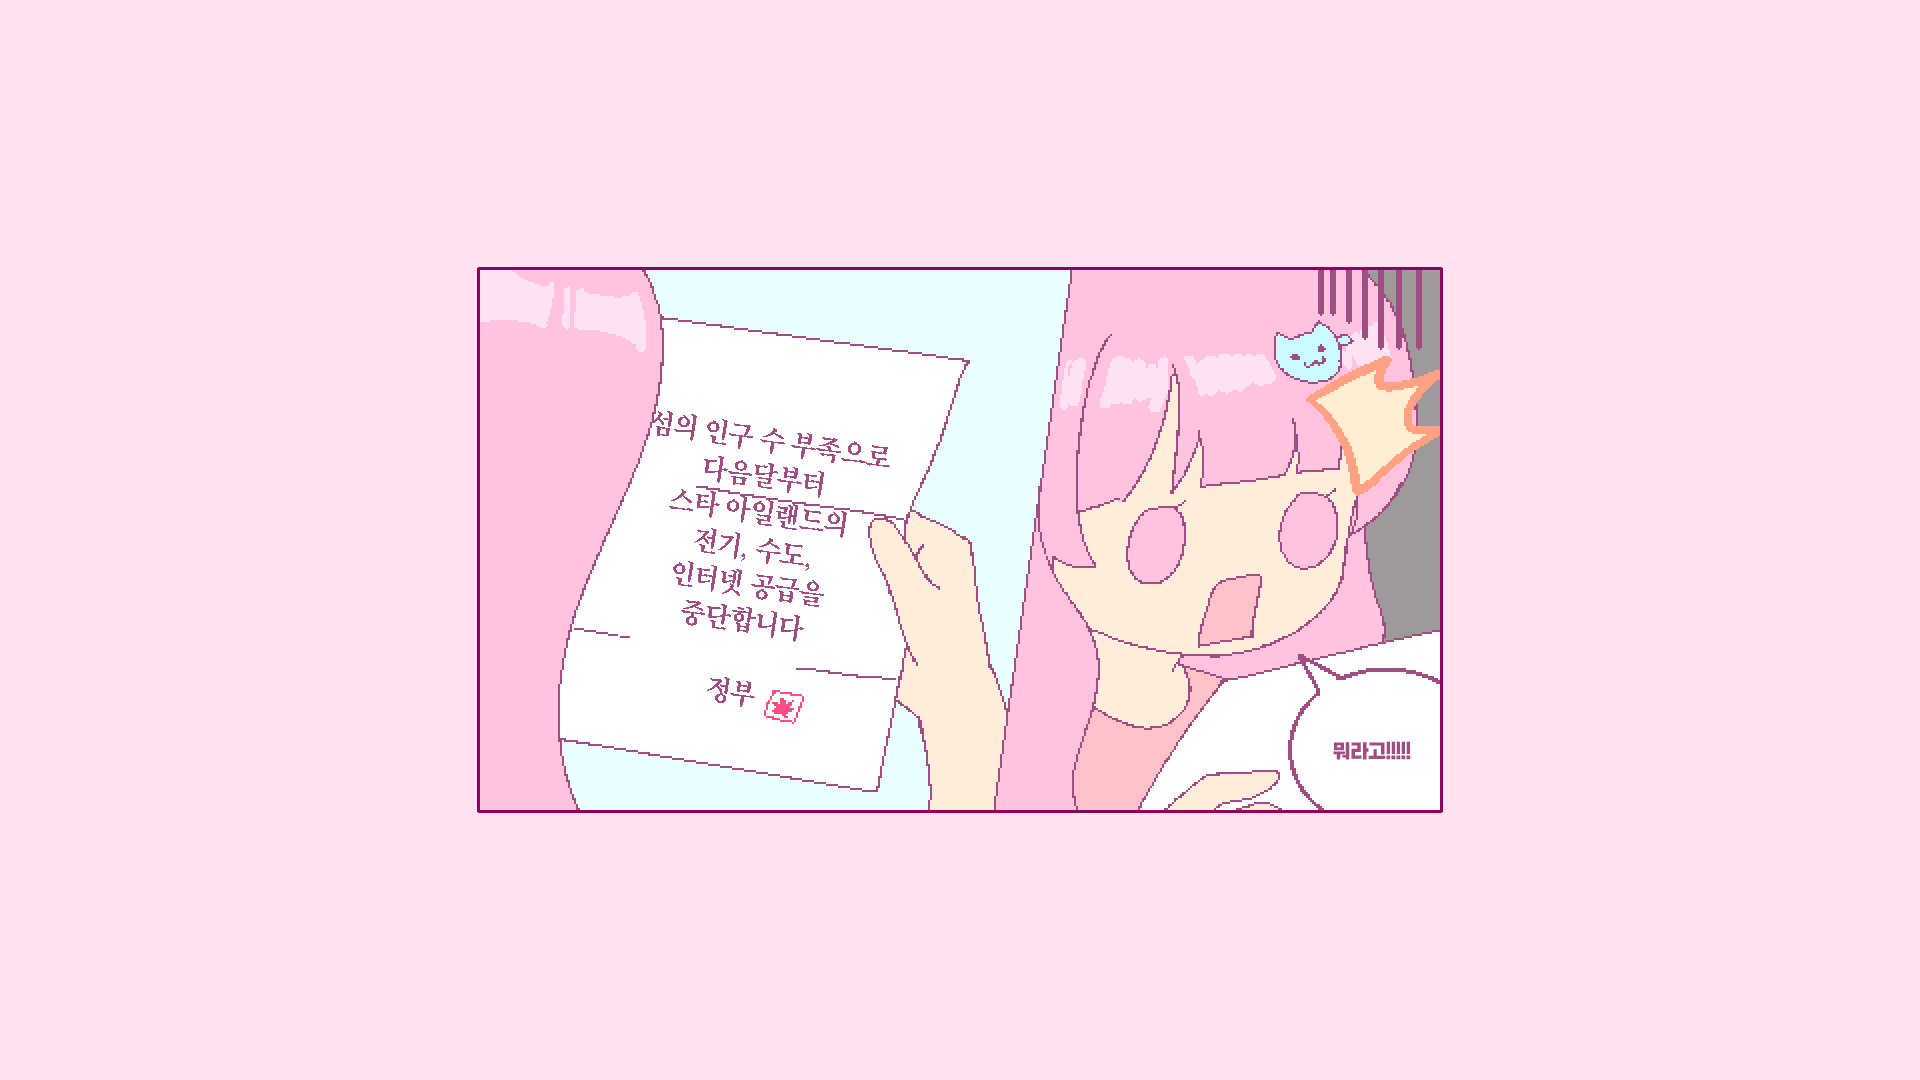 섬의 인구 수 부족으로
다음달부터
스타 아일랜드의
전기, 수도,
인터넷 공급을
중단합니다
정부
뭐라고!!!!!